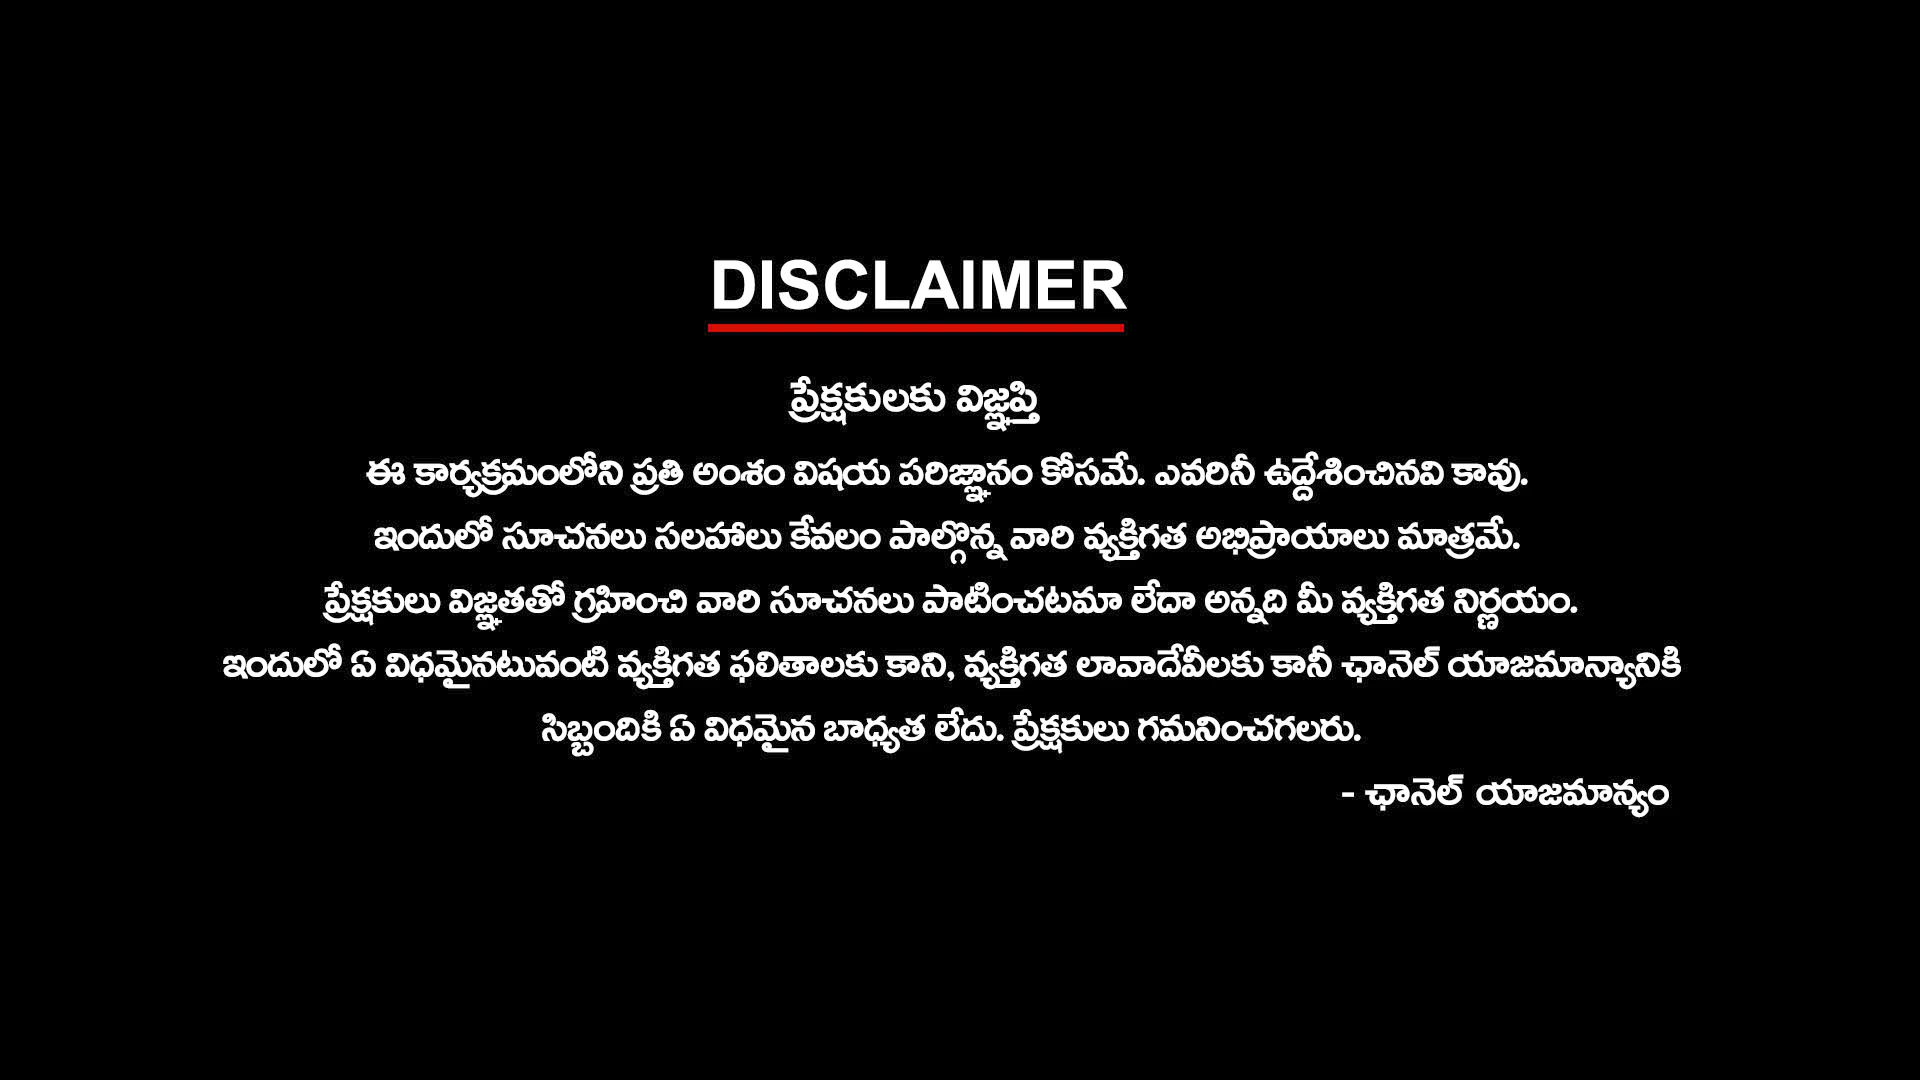 DISCLAIMER
ప్రేక్షకులకు విజ్ఞప్తి
ఈ కార్యక్రమంలోని ప్రతి అంశం విషయ పరిజ్ఞానం కోసమే. ఎవరినీ ఉద్దేశించినవి కావు.
ఇందులో సూచనలు సలహాలు కేవలం పాల్గొన్న వారి వ్యక్తిగత అభిప్రాయాలు మాత్రమే.
ప్రేక్షకులు విజ్ఞతతో గ్రహించి వారి సూచనలు పాటించటమా లేదా అన్నది మీ వ్యక్తిగత నిర్ణయం.
ఇందులో ఏ విధమైనటువంటి వ్యక్తిగత ఫలితాలకు కాని, వ్యక్తిగత లావాదేవీలకు కానీ ఛానెల్ యాజమాన్యానికి
సిబ్బందికి ఏ విధమైన బాధ్యత లేదు. ప్రేక్షకులు గమనించగలరు.
- ఛానెల్ యాజమాన్యం